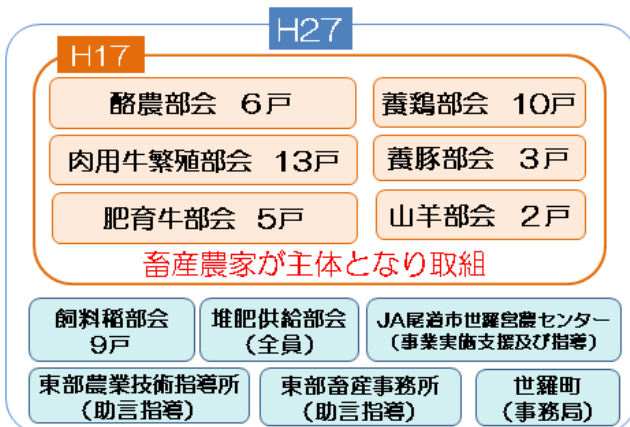 H27
H17
酪農部会 6戸
養鶏部会 10戸
肉用牛繁殖部会 13戸
養豚部会 3戸
肥育牛部会 5戸
山羊部会 2戸
畜産農家が主体となり取組
飼料稲部会
9戸
堆肥供給部会
(全員)
JA尾道市世羅営農センター
(事業実施支援及び指導)
東部農業技術指導所
(助言指導)
東部畜産事務所
(助言指導)
世羅町
(事務局)